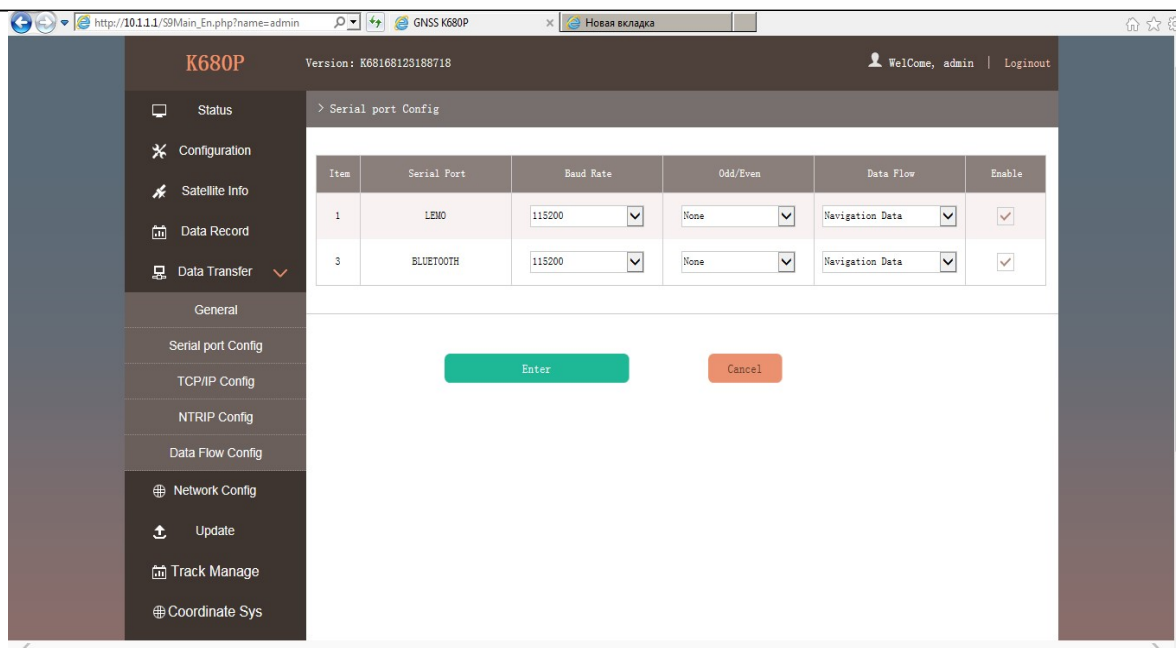 http://10.1.1.1/S9Main_En.php?name=admin
GNSS K680P
Новая вкладка
K680P
Version: K68168123188718
WelCome, admin | Loginout
Status
Configuration
Satellite Info
Data Record
Data Transfer
General
Serial port Config
TCP/IP Config
NTRIP Config
Data Flow Config
Network Config
Update
Track Manage
Coordinate Sys
> Serial port Config
Item Serial Port Baud Rate Odd/Even Data Flow Enable
1 LEMO 115200 None Navigation Data
3 BLUETOOTH 115200 None Navigation Data
Enter Cancel